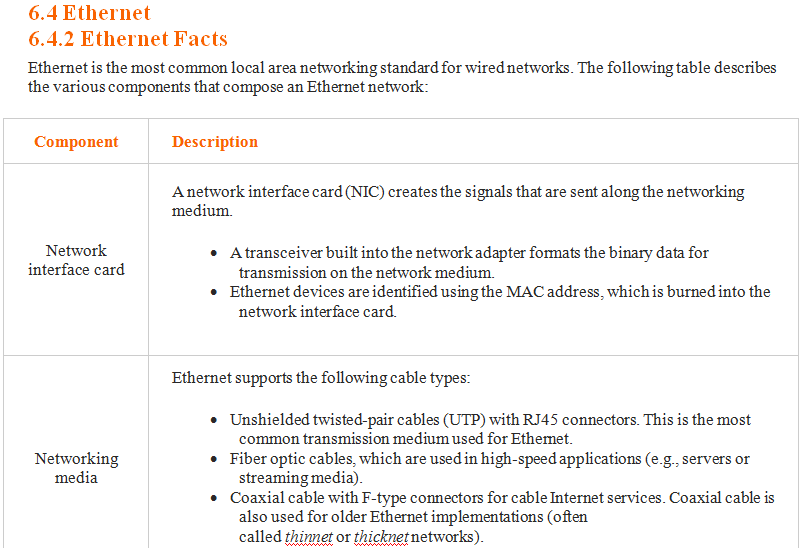 6.4 Ethernet
6.4.2 Ethernet Facts
Ethernet is the most common local area networking standard for wired networks. The following table describes
the various components that compose an Ethernet network:
Component
Description
Network
interface card
A network interface card (NIC) creates the signals that are sent along the networking
medium.
• A transceiver built into the network adapter formats the binary data for
transmission on the network medium.
• Ethernet devices are identified using the MAC address, which is burned into the
network interface card.
Networking
media
Ethernet supports the following cable types:
• Unshielded twisted-pair cables (UTP) with RJ45 connectors. This is the most
common transmission medium used for Ethernet.
• Fiber optic cables, which are used in high-speed applications (e.g., servers or
streaming media).
• Coaxial cable with F-type connectors for cable Internet services. Coaxial cable is
also used for older Ethernet implementations (often
called thinnet or thicknet networks).